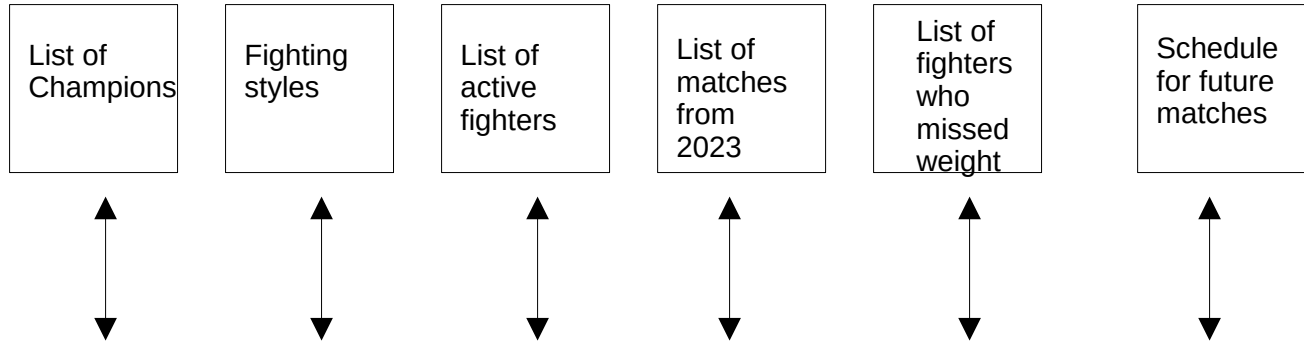 List of
Champions
Fighting
styles
List of
active
fighters
List of
matches
from
2023
List of
fighters
who
missed
weight
Schedule
for future
matches